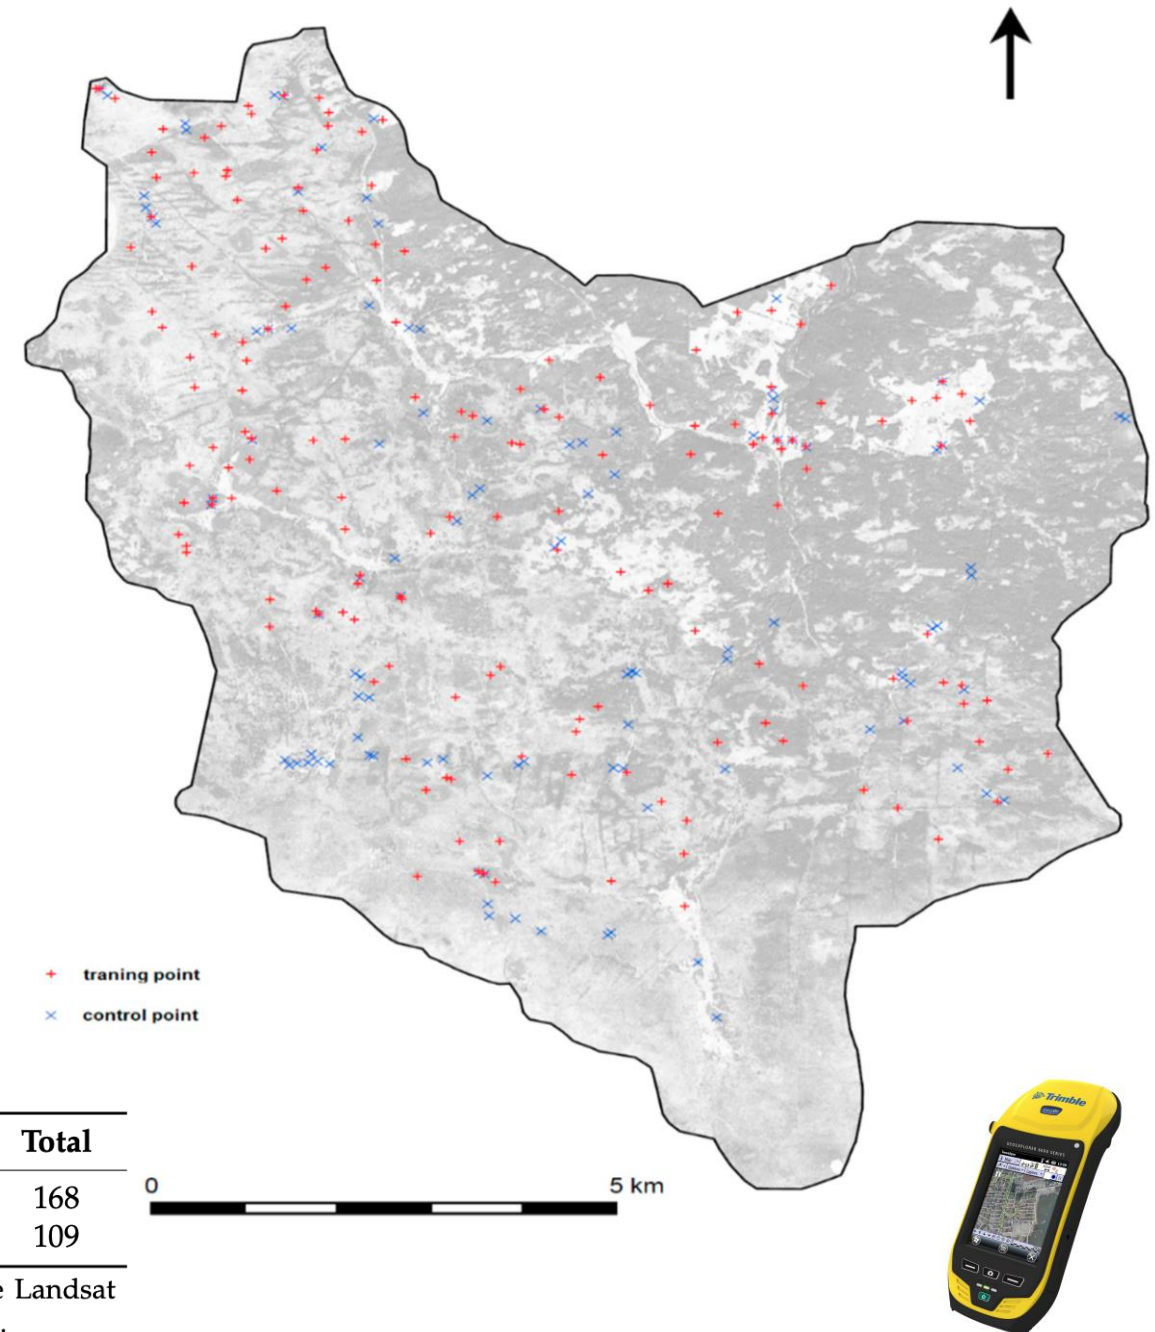 traning point
control point
Total
168
109
e Landsat
.
0 5 km
Trimble